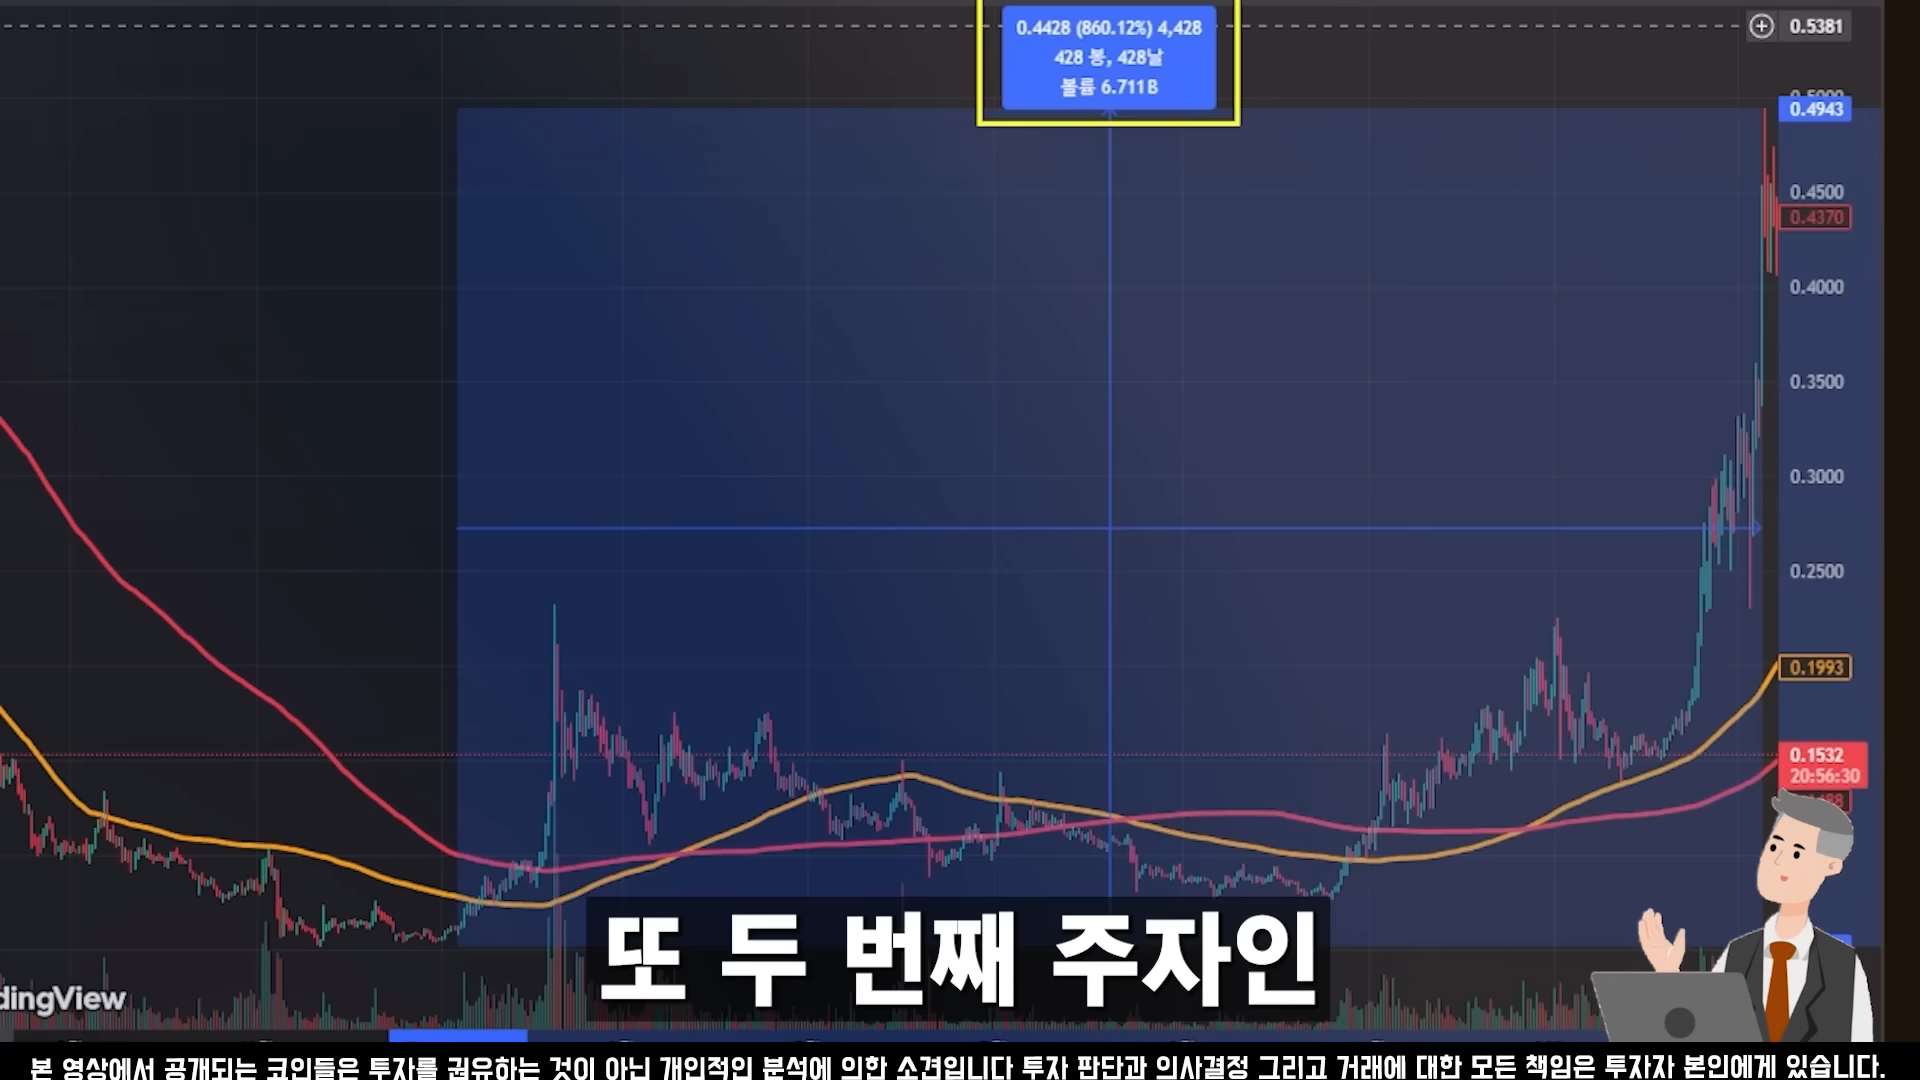 0.4428 (860.12%) 4,428
428 봉, 428날
볼륨 6.711B
0.5381
0.5000
0.4943
0.4500
0.4370
0.4000
0.3500
0.3000
0.2500
0.1993
0.1532
20:56:30
또 두 번째 주자인
dingView
본 영상에서 공개되는 코인들은 투자를 권유하는 것이 아닌 개인적인 분석에 의한 소견입니다 투자 판단과 의사결정 그리고 거래에 대한 모든 책임은 투자자 본인에게 있습니다.